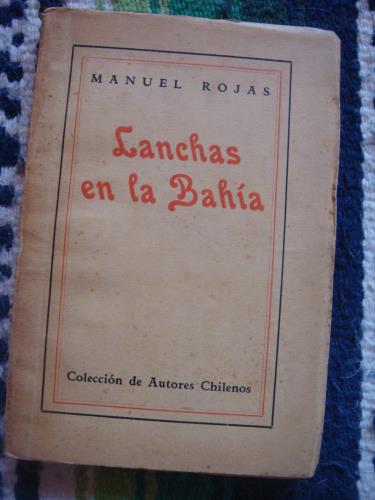 MANUEL ROJAS
Lanchas
en la Bahía
Colección de Autores Chilenos